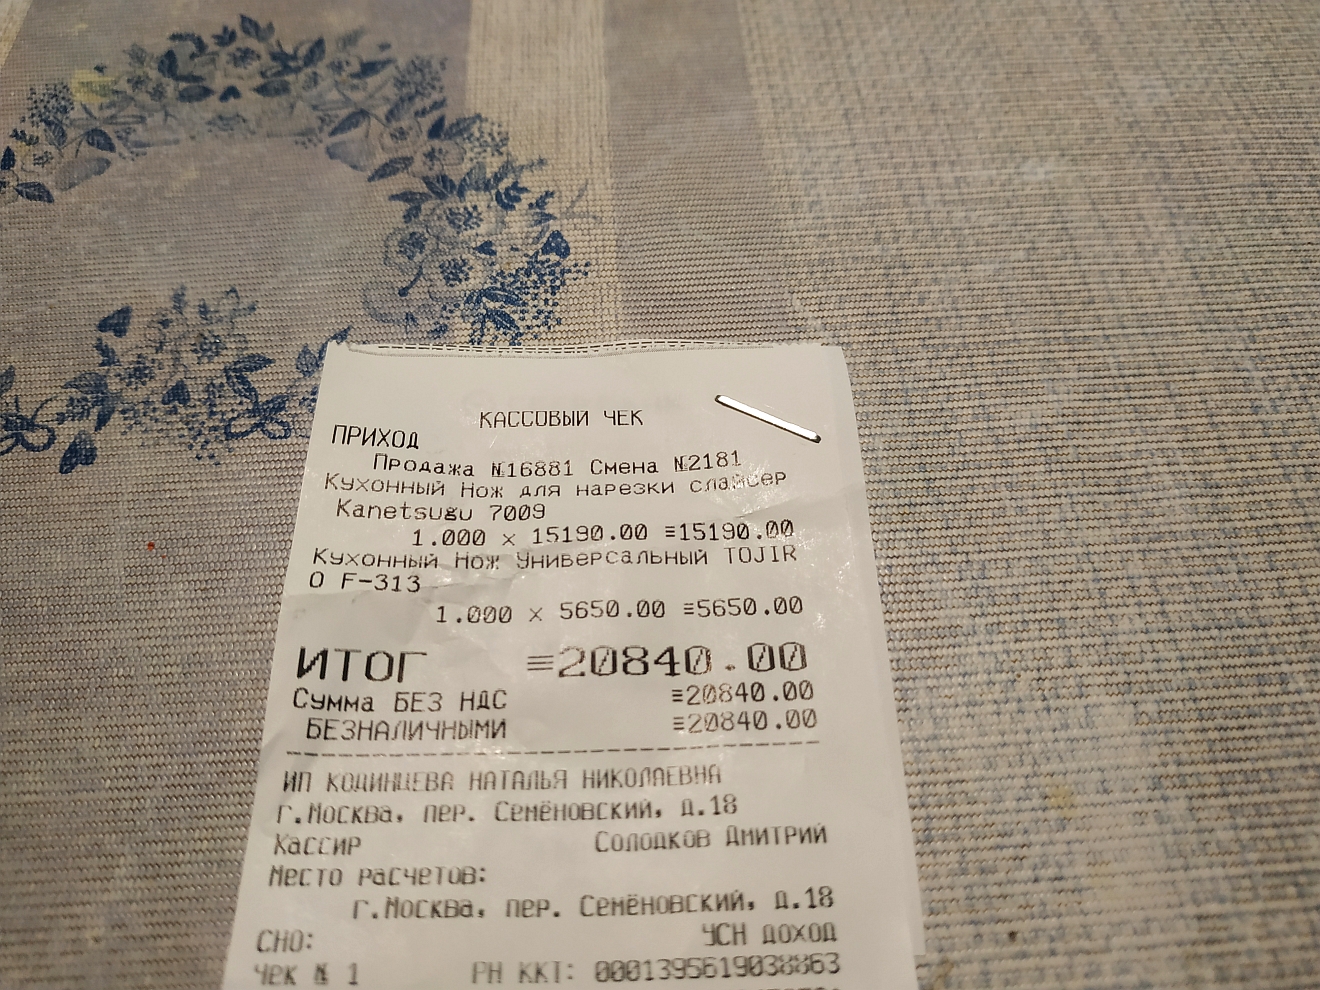 КАССОВЫЙ ЧЕК
ПРИХОД
Продажа №16881 Смена №2181
Кухонный Нож для нарезки слайсер
Kanetsugu 7009
1.000 × 15190.00 ≡15190.00
Кухонный Нож Универсальный TOJIR
O F-313
1.000 × 5650.00 ≡5650.00
ИТОГ ≡20840.00
Сумма БЕЗ НДС ≡20840.00
БЕЗНАЛИЧНЫМИ ≡20840.00
ИП КОДИНЦЕВА НАТАЛЬЯ НИКОЛАЕВНА
г.Москва, пер. Семёновский, д.18
Кассир Солодков Дмитрий
Место расчетов:
г.Москва, пер. Семёновский, д.18
СНО: УСН ДОХОД
Чек № 1 РН ККТ: 0001395619038863